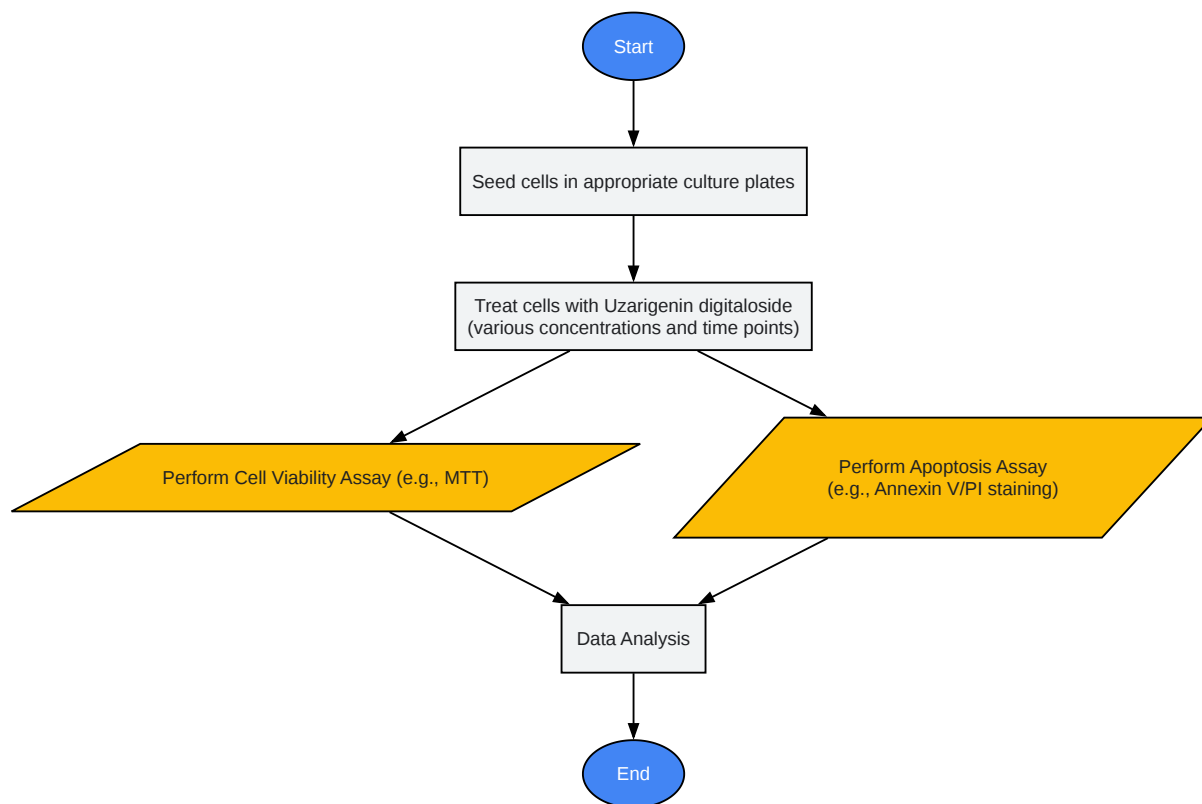 Start
Seed cells in appropriate culture plates
Treat cells with Uzarigenin digitaloside
(various concentrations and time points)
Perform Cell Viability Assay (e.g., MTT)
Perform Apoptosis Assay
(e.g., Annexin V/PI staining)
Data Analysis
End